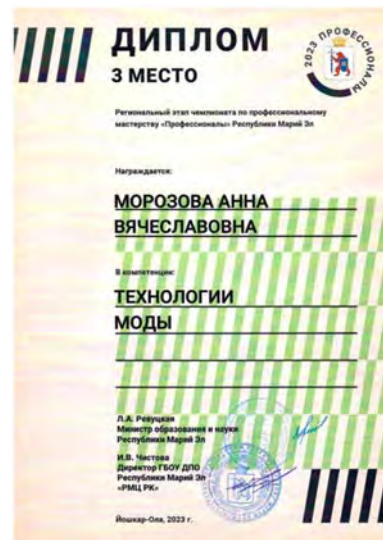 ДИПЛОМ
3 МЕСТО
2023 ПРОФЕССИОНАЛЫ
Региональный этап чемпионата по профессиональному
мастерству «Профессионалы» Республики Марий Эл
Награждается:
МОРОЗОВА АННА
ВЯЧЕСЛАВОВНА
В компетенции:
ТЕХНОЛОГИИ
МОДЫ
Л.А. Ревуцкая
Министр образования и науки
Республики Марий Эл
И.В. Чистова
Директор ГБОУ ДПО
Республики Марий Эл
«РМЦ РК»
Йошкар-Ола, 2023 г.